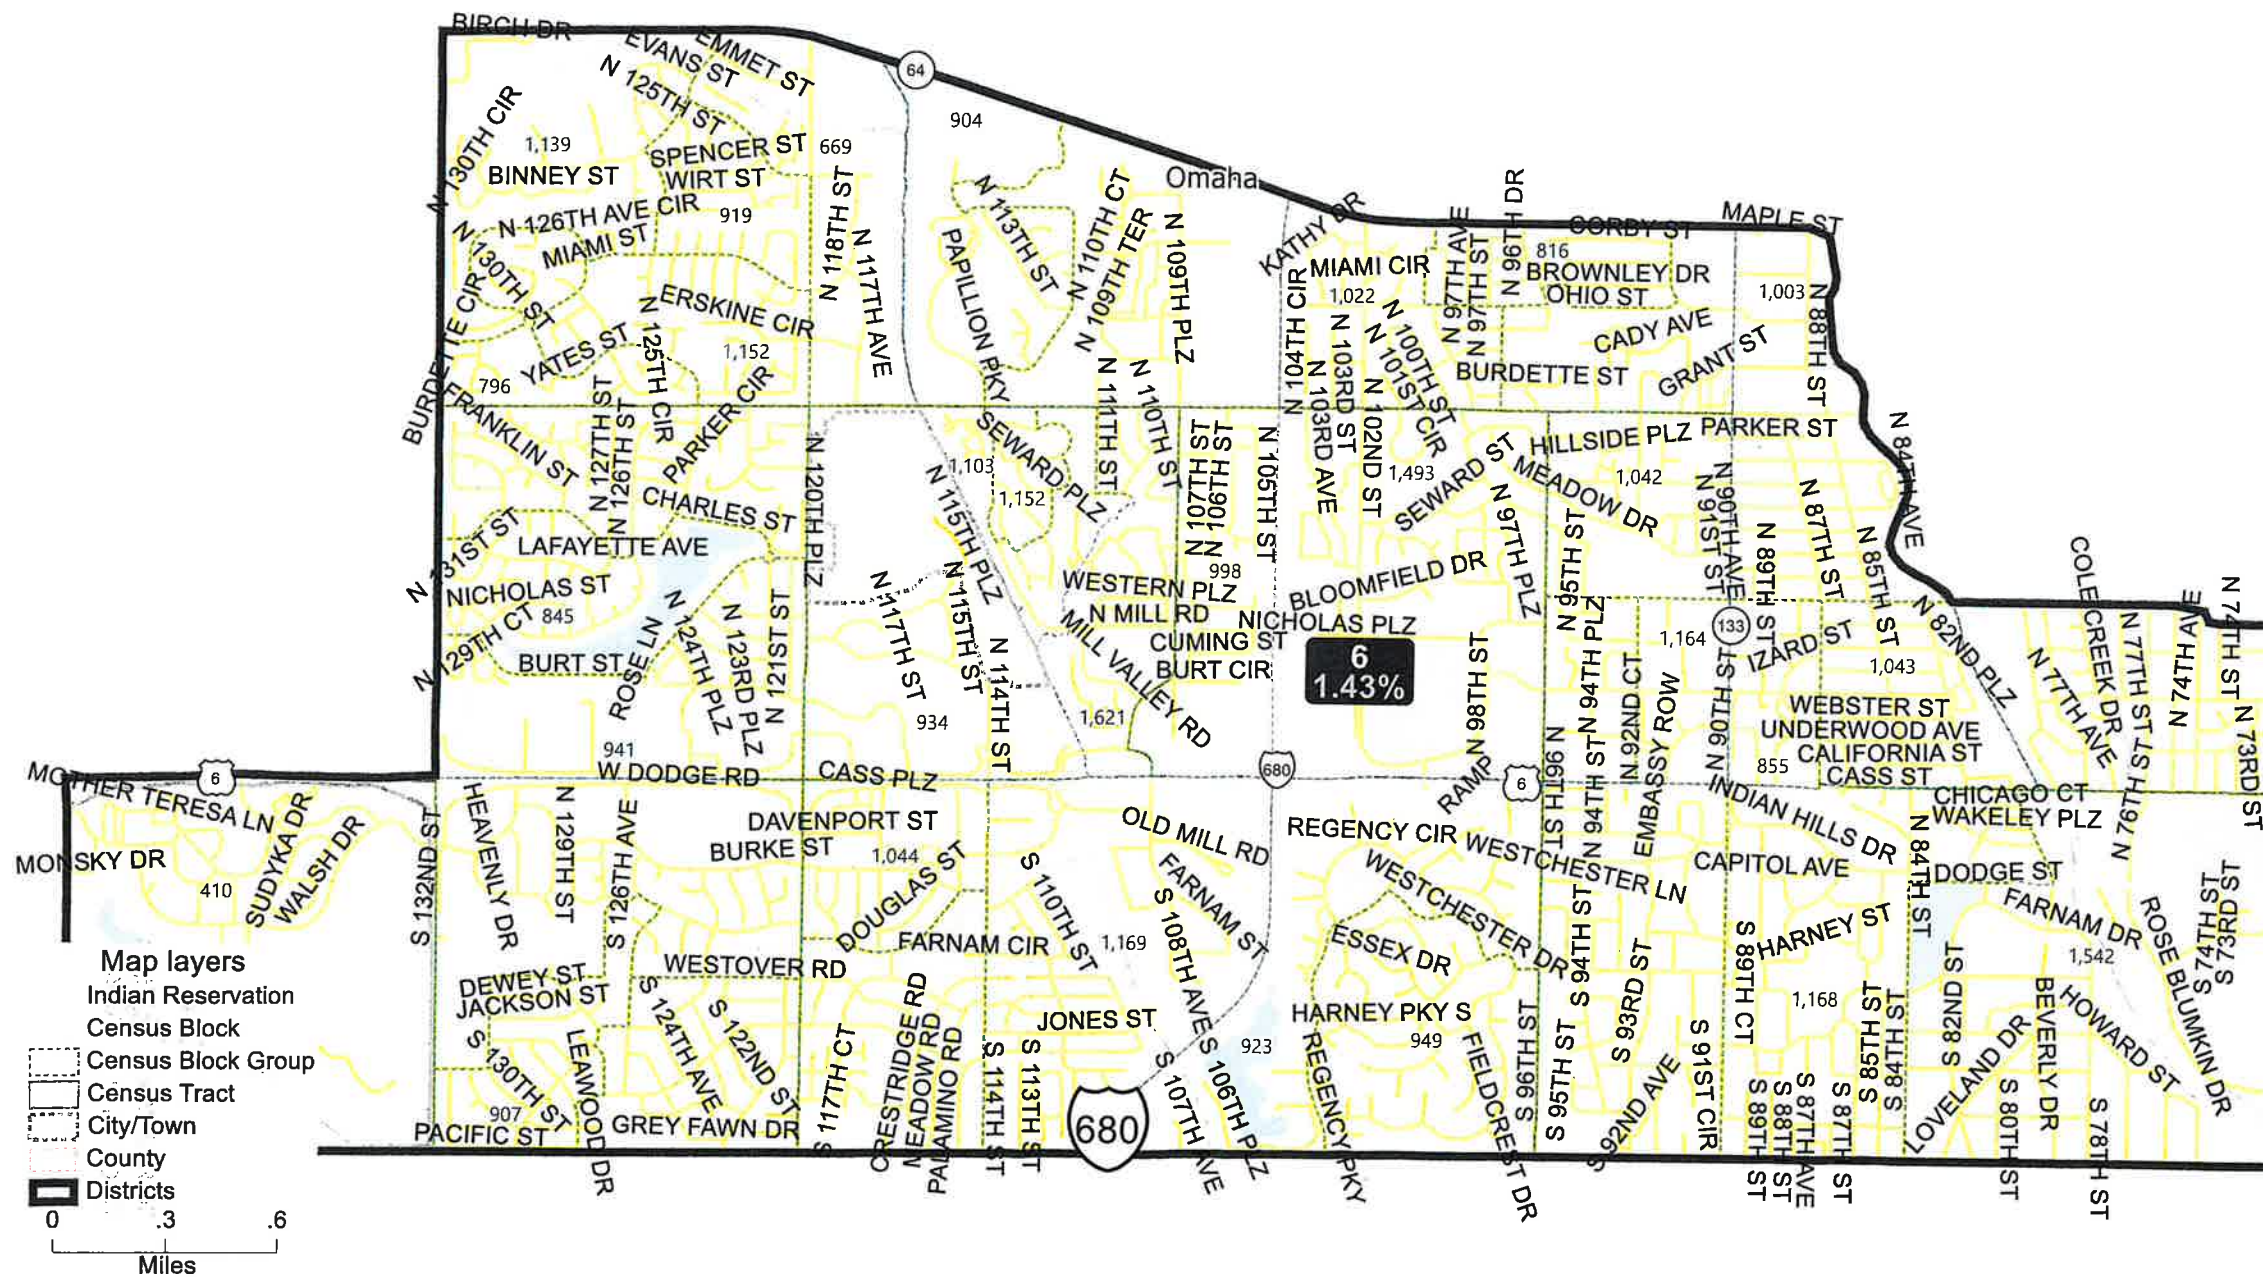 BIRCH DR
EVANS ST
EMMET ST
N 125TH ST
64
904
N 130TH CIR
1,139
BINNEY ST
SPENCER ST
669
WIRT ST
Omaha
N 126TH AVE CIR
919
N 118TH ST
N 117TH AVE
N 130TH ST
MIAMI ST
PAPILLION PKY
N 113TH ST
N 110TH CT
N 109TH TER
N 109TH PLZ
KATHY DR
MIAMI CIR
1,022
N 97TH AVE
N 97TH ST
N 96TH DR
CORBY ST
MAPLE ST
816
BROWNLEY DR
OHIO ST
1,003
N 88TH ST
BURDETTE CIR
ERSKINE CIR
YATES ST
N 125TH CIR
1,152
796
N 104TH CIR
N 103RD ST
N 103RD AVE
N 102ND ST
N 101ST CIR
N 100TH ST
CADY AVE
GRANT ST
BURDETTE ST
FRANKLIN ST
N 127TH ST
N 126TH ST
PARKER CIR
N 120TH PLZ
N 111TH ST
N 110TH ST
SEWARD PLZ
1,103
1,152
N 115TH PLZ
N 107TH ST
N 106TH ST
N 105TH ST
1,493
SEWARD ST
HILLSIDE PLZ
PARKER ST
1,042
MEADOW DR
N 97TH PLZ
N 95TH ST
N 91ST ST
N 90TH AVE
N 89TH ST
N 87TH ST
N 85TH ST
N 84TH AVE
CHARLES ST
LAFAYETTE AVE
N 131ST ST
NICHOLAS ST
845
N 129TH CT
BURT ST
ROSE LN
N 124TH PLZ
N 123RD PLZ
N 121ST ST
N 117TH ST
N 115TH ST
N 114TH ST
934
WESTERN PLZ
998
N MILL RD
NICHOLAS PLZ
BLOOMFIELD DR
CUMING ST
BURT CIR
MILL VALLEY RD
1,621
6
1.43%
N 98TH ST
N 94TH PLZ
N 92ND CT
1,164
133
IZARD ST
1,043
N 82ND PLZ
COLE CREEK DR
N 77TH AVE
N 77TH ST
N 76TH ST
N 74TH AVE
N 74TH ST
N 73RD ST
WEBSTER ST
UNDERWOOD AVE
CALIFORNIA ST
CASS ST
855
N 90TH ST
EMBASSY ROW
N 94TH ST
N 96TH ST
941
W DODGE RD
CASS PLZ
680
RAMP
6
6
MOTHER TERESA LN
SUDYKA DR
WALSH DR
MONSKY DR
410
S 132ND ST
HEAVENLY DR
N 129TH ST
S 126TH AVE
DAVENPORT ST
BURKE ST
1,044
DOUGLAS ST
OLD MILL RD
REGENCY CIR
WESTCHESTER LN
WESTCHESTER DR
INDIAN HILLS DR
CAPITOL AVE
CHICAGO CT
WAKELEY PLZ
DODGE ST
N 84TH ST
FARNAM DR
1,542
FARNAM ST
S 110TH ST
1,169
S 108TH AVE
FARNAM CIR
WESTOVER RD
DEWEY ST
JACKSON ST
S 130TH ST
LEAWOOD DR
S 124TH AVE
S 122ND ST
907
PACIFIC ST
GREY FAWN DR
S 117TH CT
CRESTRIDGE RD
MEADOW RD
PALAMINO RD
S 114TH ST
S 113TH ST
JONES ST
680
S 107TH AVE
S 106TH PLZ
923
ESSEX DR
HARNEY PKY S
949
REGENCY PKY
FIELDCREST DR
S 96TH ST
S 95TH ST
S 94TH ST
S 93RD ST
S 92ND AVE
S 91ST CIR
S 89TH CT
HARNEY ST
1,168
S 89TH ST
S 88TH ST
S 87TH AVE
S 87TH ST
S 85TH ST
S 84TH ST
S 82ND ST
LOVELAND DR
S 80TH ST
BEVERLY DR
HOWARD ST
S 78TH ST
ROSE BLUMKIN DR
S 74TH ST
S 73RD ST
Map layers
Indian Reservation
Census Block
Census Block Group
Census Tract
City/Town
County
Districts
0 .3 .6
Miles